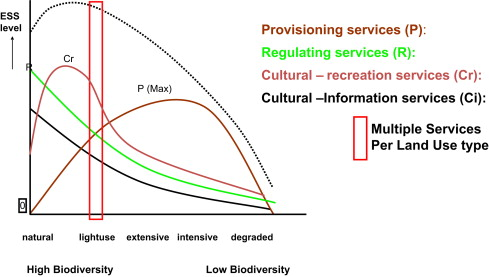 ESS
level
R
Cr
P (Max)
0
natural
lightuse
extensive
intensive
degraded
High Biodiversity
Low Biodiversity
Provisioning services (P):
Regulating services (R):
Cultural – recreation services (Cr):
Cultural –Information services (Ci):
Multiple Services
Per Land Use type